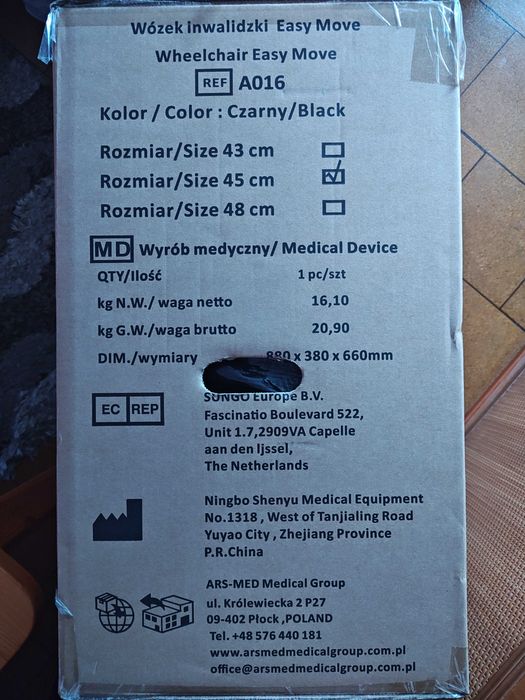 Wózek inwalidzki Easy Move
Wheelchair Easy Move
REF A016
Kolor / Color : Czarny/Black
Rozmiar/Size 43 cm
Rozmiar/Size 45 cm
Rozmiar/Size 48 cm
MD Wyrób medyczny/ Medical Device
QTY/Ilość 1 pc/szt
kg N.W./ waga netto 16,10
kg G.W./waga brutto 20,90
DIM./wymiary 880 x 380 x 660mm
EC REP
SUNGO Europe B.V.
Fascinatio Boulevard 522,
Unit 1.7,2909VA Capelle
aan den Ijssel,
The Netherlands
Ningbo Shenyu Medical Equipment
No.1318 , West of Tanjialing Road
Yuyao City , Zhejiang Province
P.R.China
ARS-MED Medical Group
ul. Królewiecka 2 P27
09-402 Płock ,POLAND
Tel. +48 576 440 181
www.arsmedmedicalgroup.com.pl
office@arsmedmedicalgroup.com.pl